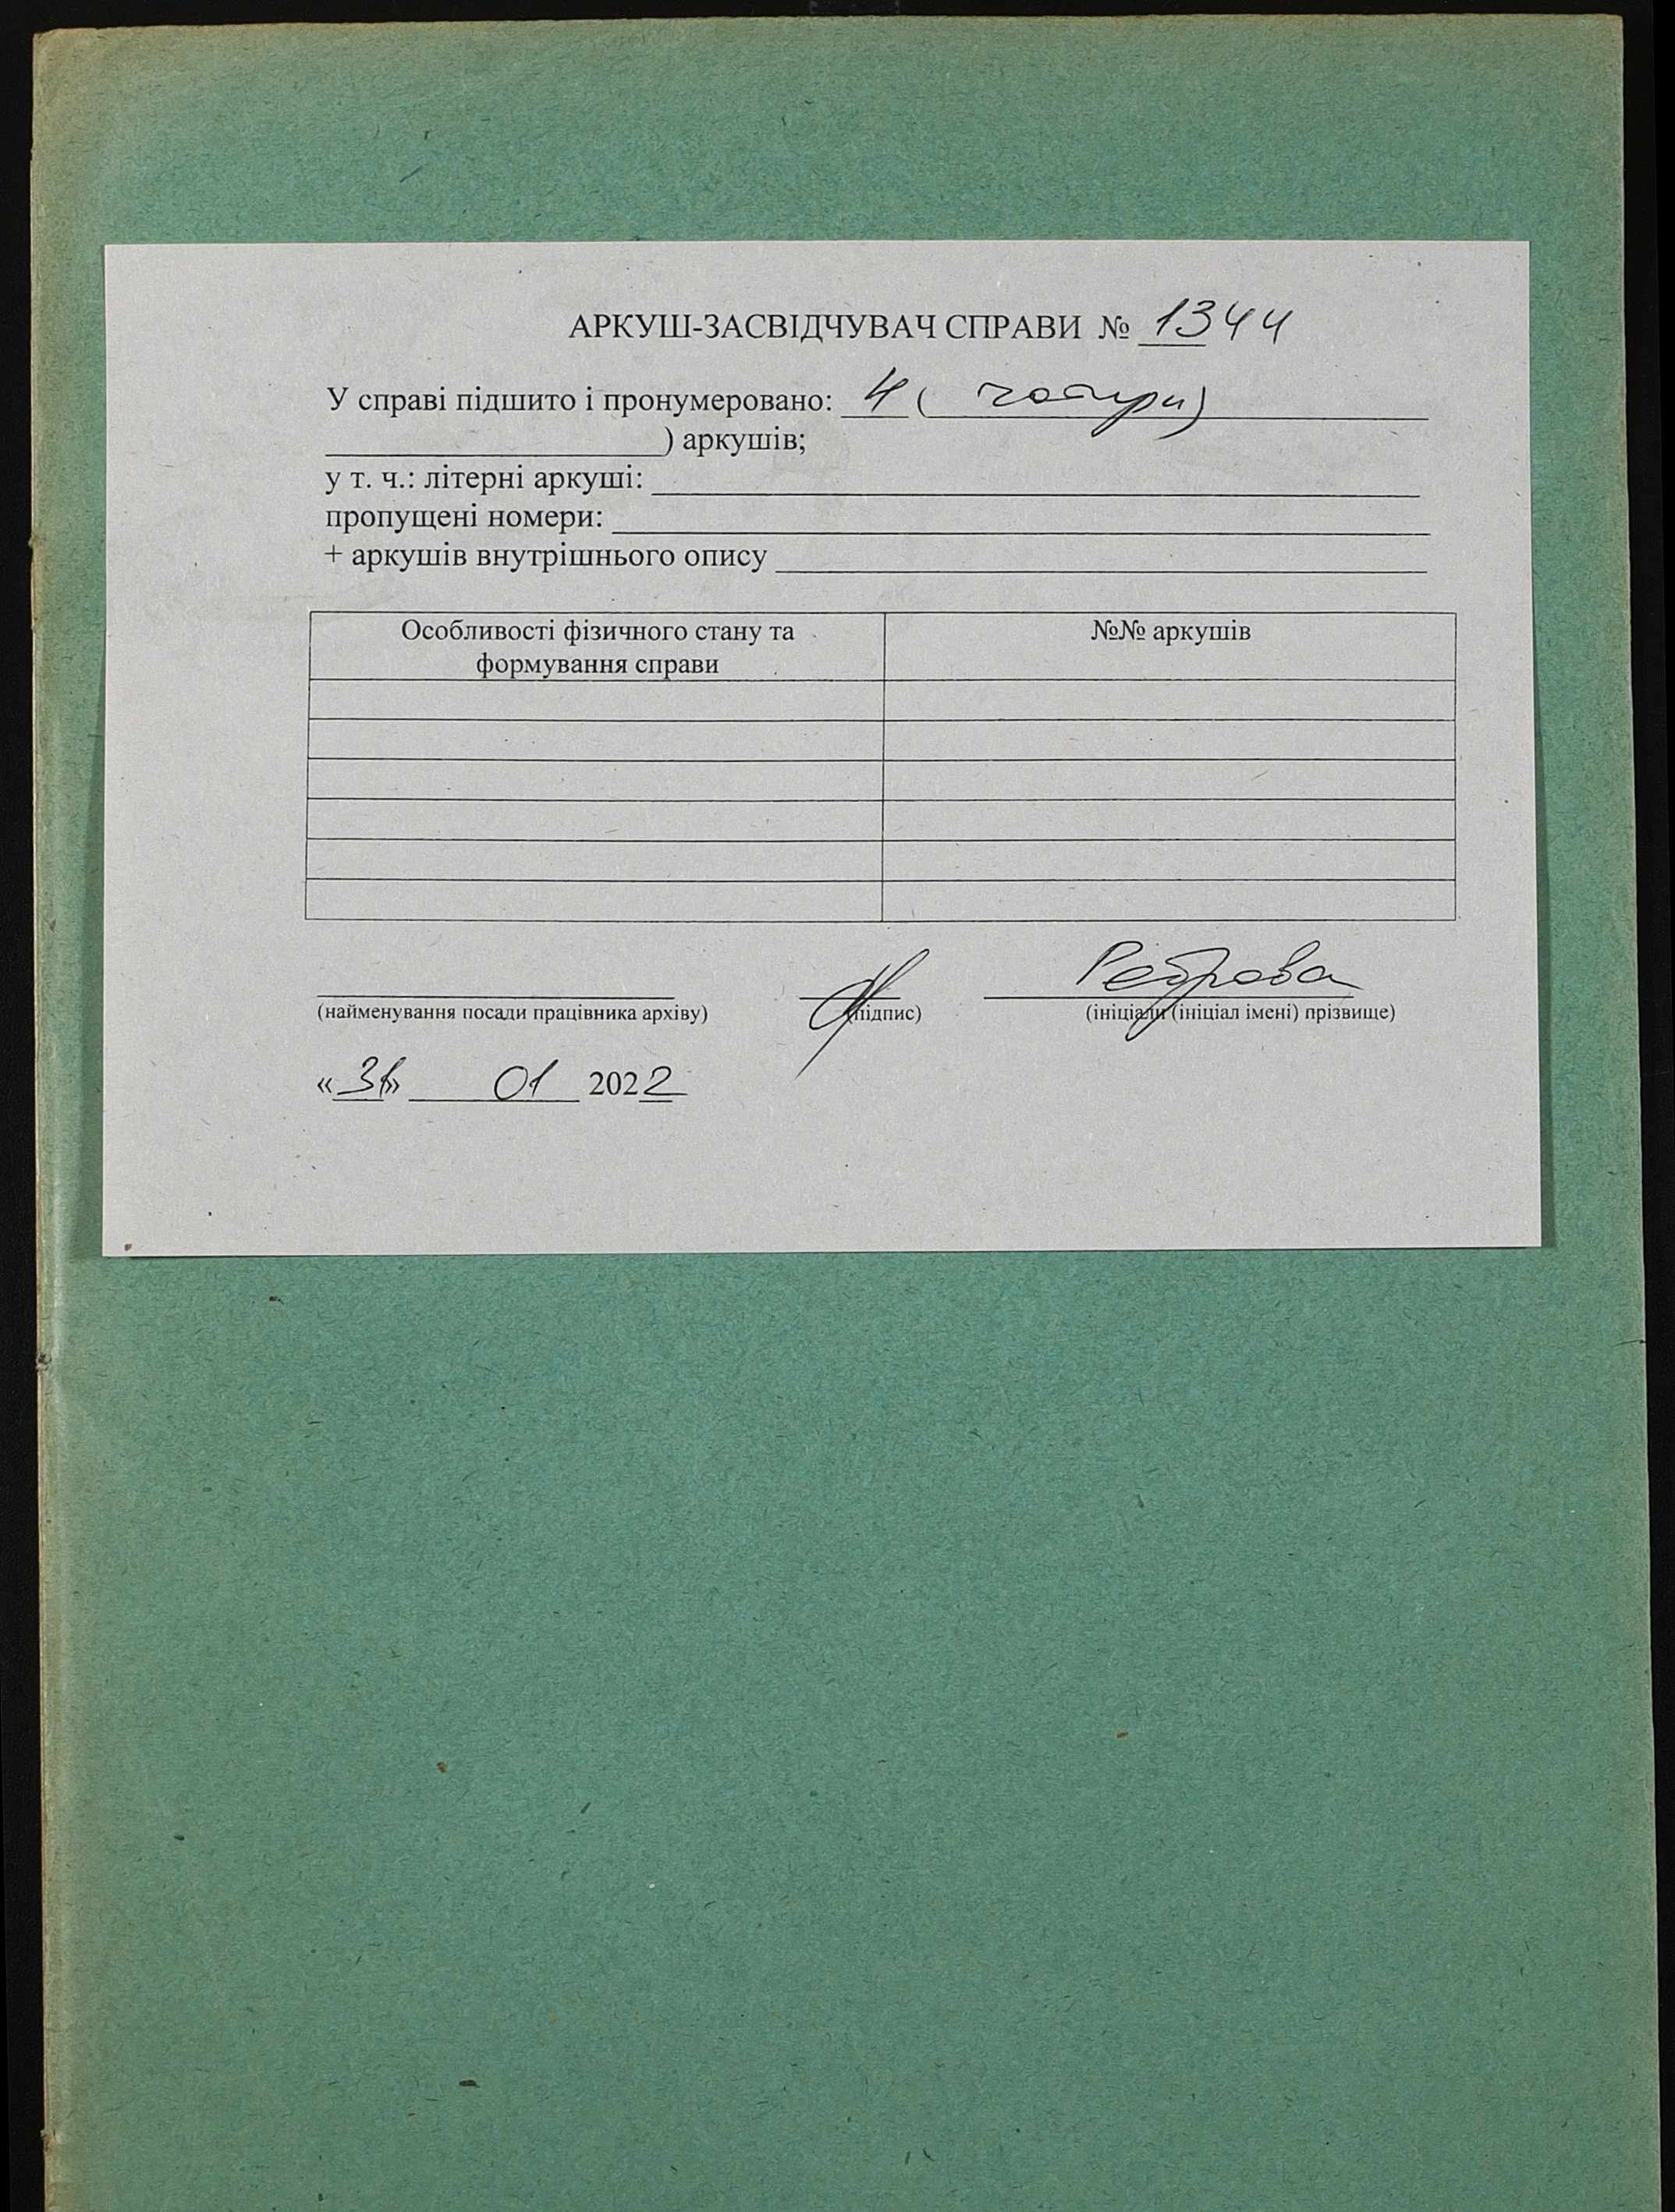 АРКУШ-ЗАСВІДЧУВАЧ СПРАВИ № 1344
У справі підшито і пронумеровано: 4 ( чотири)
) аркушів;
у т. ч.: літерні аркуші:
пропущені номери:
+ аркушів внутрішнього опису
Особливості фізичного стану та формування справи
№№ аркушів
Реброва
(найменування посади працівника архіву) (підпис) (ініціали (ініціал імені) прізвище)
«31» 01 2022